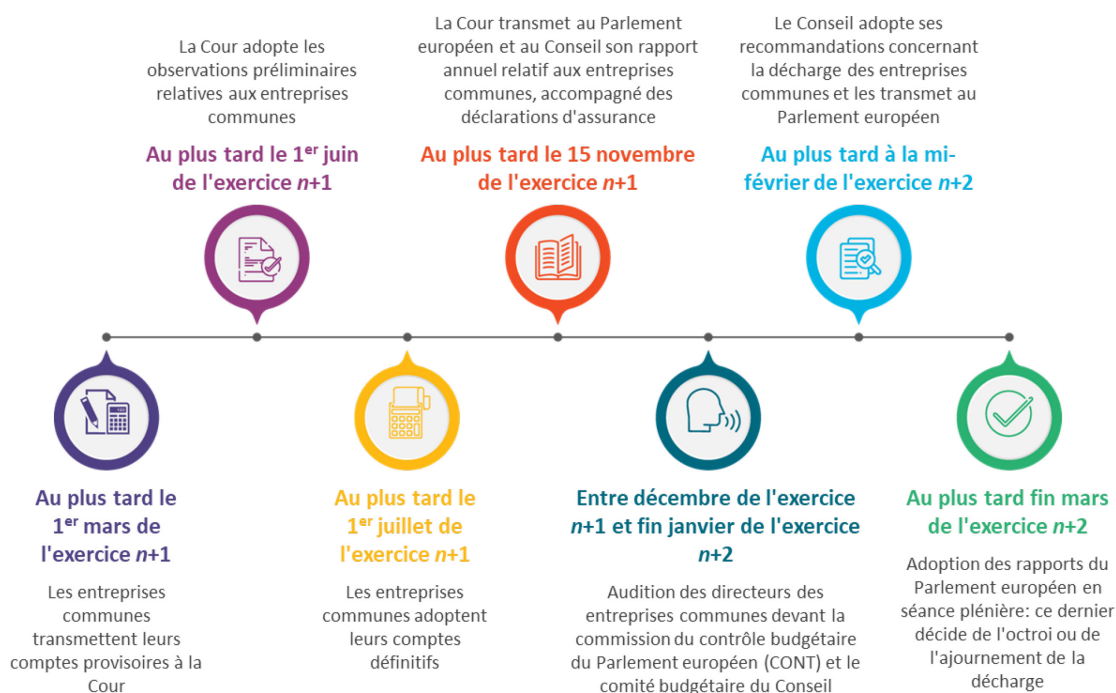 La Cour adopte les
observations préliminaires
relatives aux entreprises
communes
Au plus tard le 1er juin
de l'exercice n+1
La Cour transmet au Parlement
européen et au Conseil son rapport
annuel relatif aux entreprises
communes, accompagné des
déclarations d'assurance
Au plus tard le 15 novembre
de l'exercice n+1
Le Conseil adopte ses
recommandations concernant
la décharge des entreprises
communes et les transmet au
Parlement européen
Au plus tard à la mi-
février de l'exercice n+2
Au plus tard le
1er mars de
l'exercice n+1
Les entreprises
communes
transmettent leurs
comptes provisoires à la
Cour
Au plus tard le
1er juillet de
l'exercice n+1
Les entreprises
communes adoptent
leurs comptes
définitifs
Entre décembre de l'exercice
n+1 et fin janvier de l'exercice
n+2
Audition des directeurs des
entreprises communes devant la
commission du contrôle budgétaire
du Parlement européen (CONT) et le
comité budgétaire du Conseil
Au plus tard fin mars
de l'exercice n+2
Adoption des rapports du
Parlement européen en
séance plénière: ce dernier
décide de l'octroi ou de
l'ajournement de la
décharge